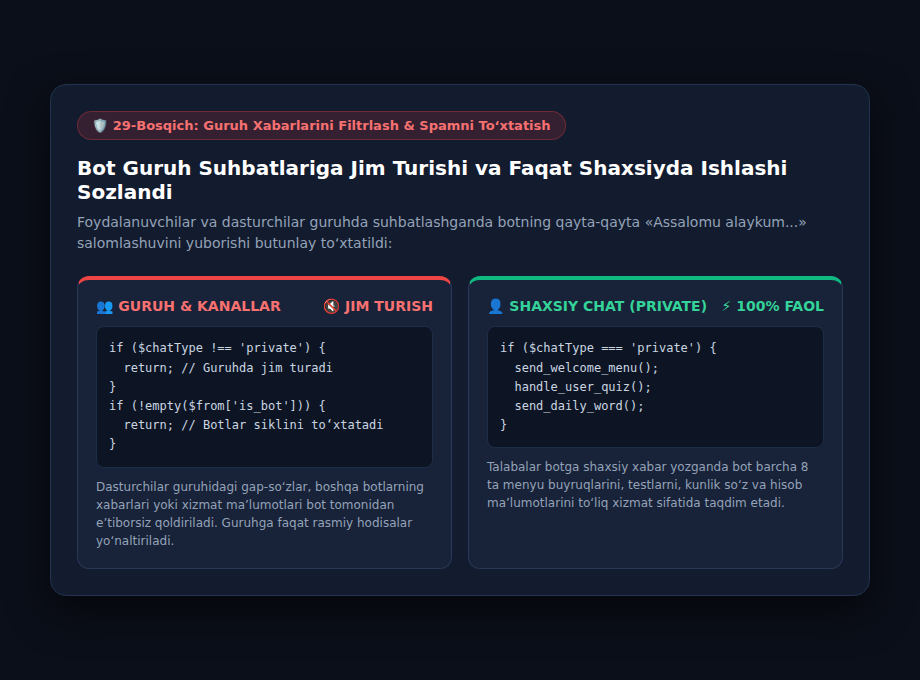 🛡️ 29-Bosqich: Guruh Xabarlarini Filtrlash & Spamni To‘xtatish
Bot Guruh Suhbatlariga Jim Turishi va Faqat Shaxsiyda Ishlashi
Sozlandi
Foydalanuvchilar va dasturchilar guruhda suhbatlashganda botning qayta-qayta «Assalomu alaykum...»
salomlashuvini yuborishi butunlay to‘xtatildi:
👥 GURUH & KANALLAR 🔇 JIM TURISH
if ($chatType !== 'private') {
  return; // Guruhda jim turadi
}
if (!empty($from['is_bot'])) {
  return; // Botlar siklini to‘xtatadi
}
Dasturchilar guruhidagi gap-so‘zlar, boshqa botlarning
xabarlari yoki xizmat ma’lumotlari bot tomonidan
e’tiborsiz qoldiriladi. Guruhga faqat rasmiy hodisalar
yo‘naltiriladi.
👤 SHAXSIY CHAT (PRIVATE) ⚡ 100% FAOL
if ($chatType === 'private') {
  send_welcome_menu();
  handle_user_quiz();
  send_daily_word();
}
Talabalar botga shaxsiy xabar yozganda bot barcha 8
ta menu buyruqlarini, testlarni, kunlik so‘z va hisob
ma’lumotlarini to‘liq xizmat sifatida taqdim etadi.